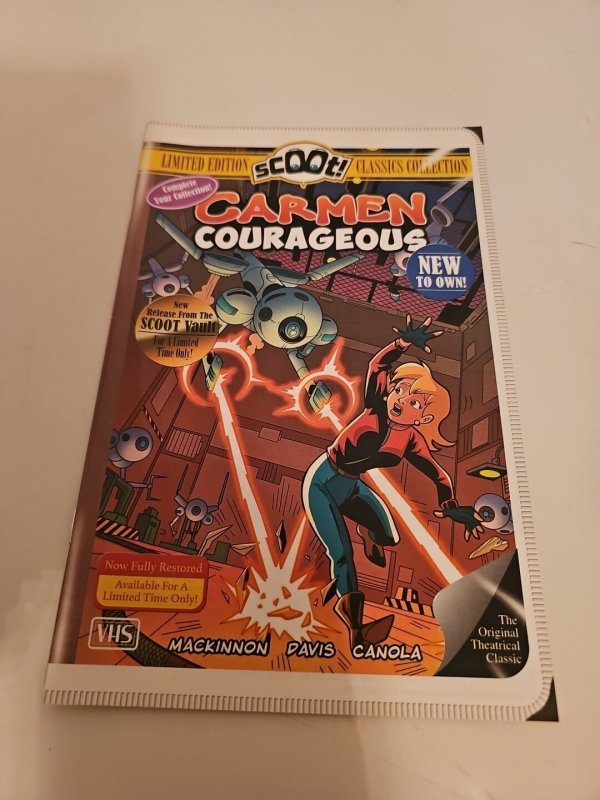 LIMITED EDITION scoot! CLASSICS COLLECTION
Complete
Your Collection!
CARMEN
COURAGEOUS
NEW
TO OWN!
New
Release From The
SCOOT Vault
For A Limited
Time Only!
Now Fully Restored
Available For A
Limited Time Only!
VHS
MACKINNON DAVIS CANOLA
The
Original
Theatrical
Classic